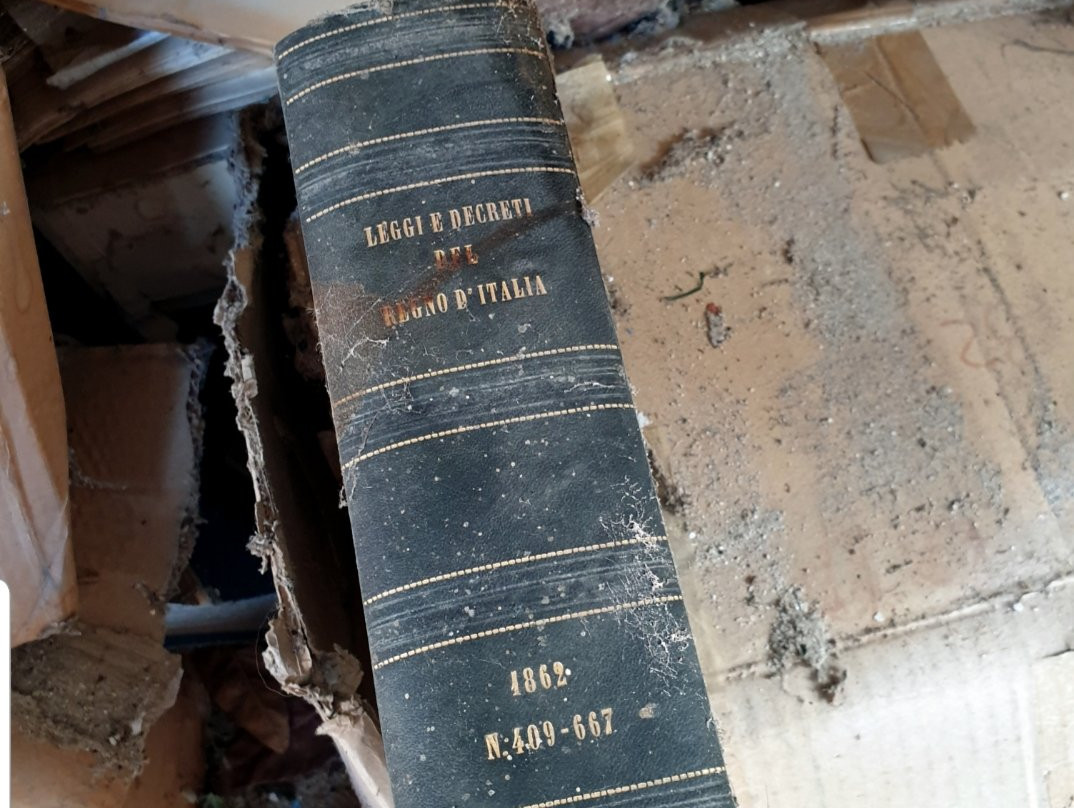 LEGGI E DECRETI
DEL
REGNO D'ITALIA
1862
N. 409-667